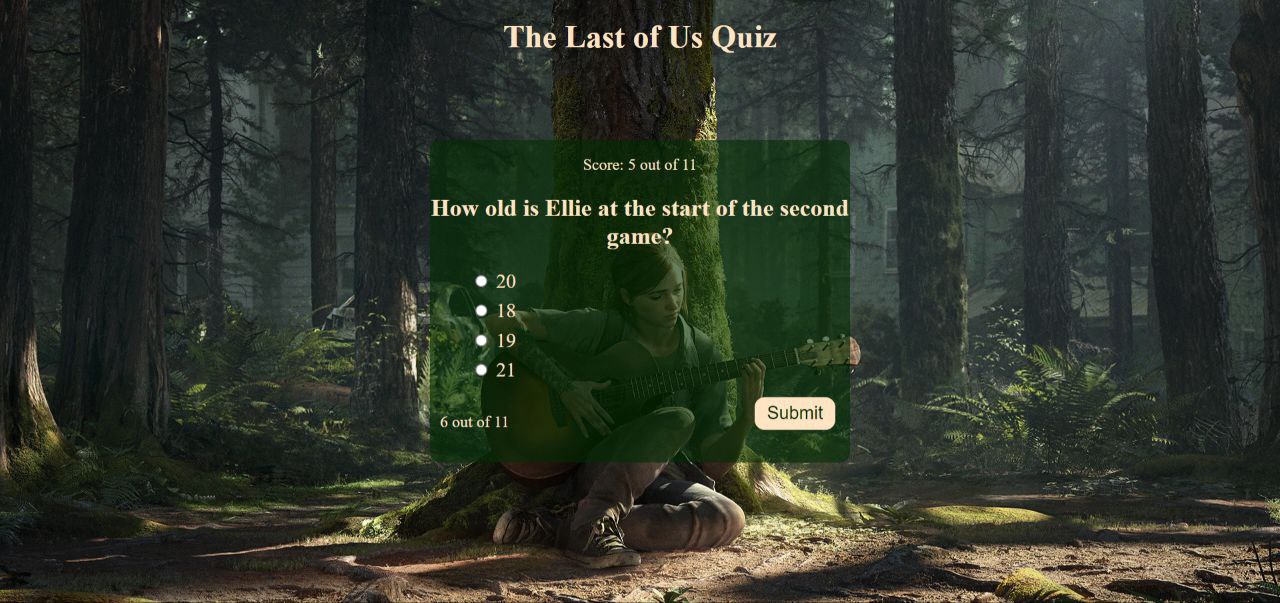 The Last of Us Quiz
Score: 5 out of 11
How old is Ellie at the start of the second
game?
20
18
19
21
6 out of 11
Submit